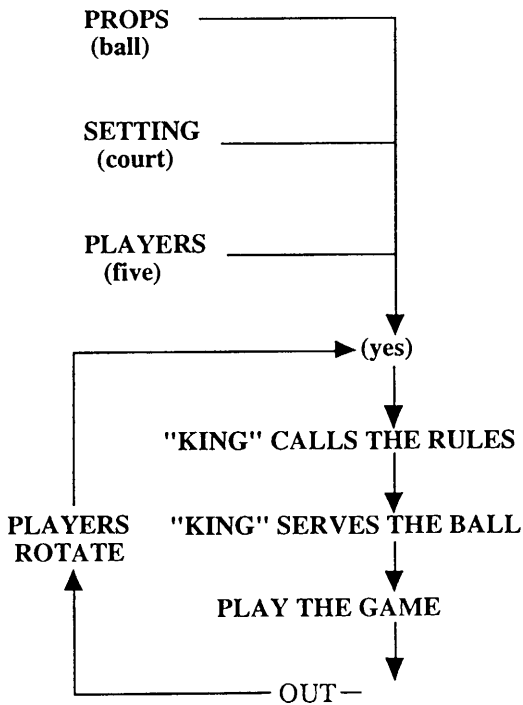 PROPS
(ball)
SETTING
(court)
PLAYERS
(five)
(yes)
"KING" CALLS THE RULES
PLAYERS
ROTATE
"KING" SERVES THE BALL
PLAY THE GAME
OUT